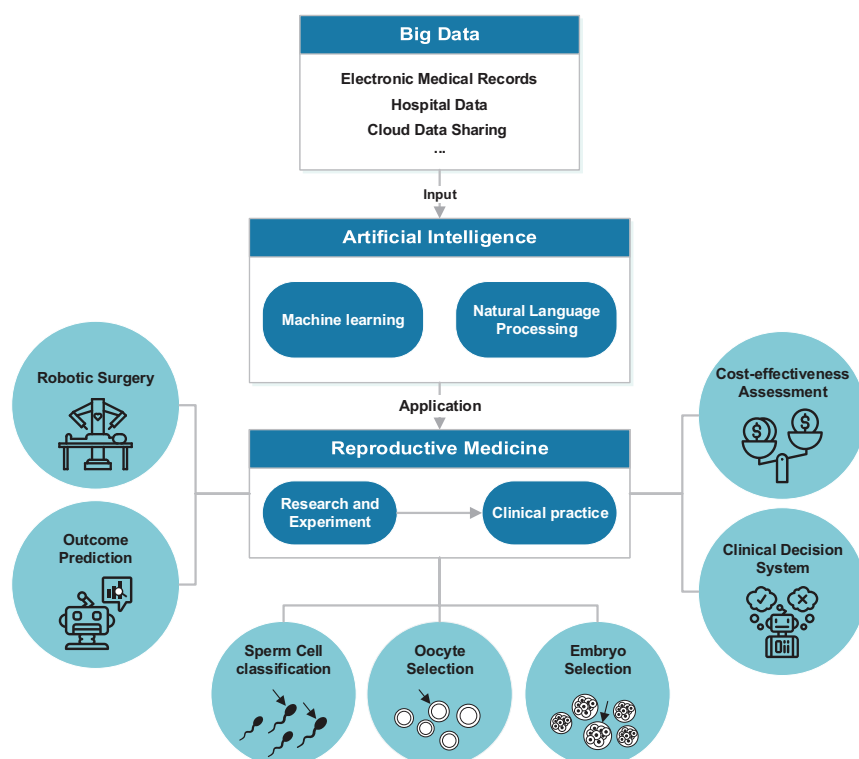 Big Data
Electronic Medical Records
Hospital Data
Cloud Data Sharing
...
Input
Artificial Intelligence
Machine learning
Natural Language
Processing
Application
Reproductive Medicine
Research and
Experiment
Clinical practice
Robotic Surgery
Outcome
Prediction
Cost-effectiveness
Assessment
$
$
Clinical Decision
System
Sperm Cell
classification
Oocyte
Selection
Embryo
Selection